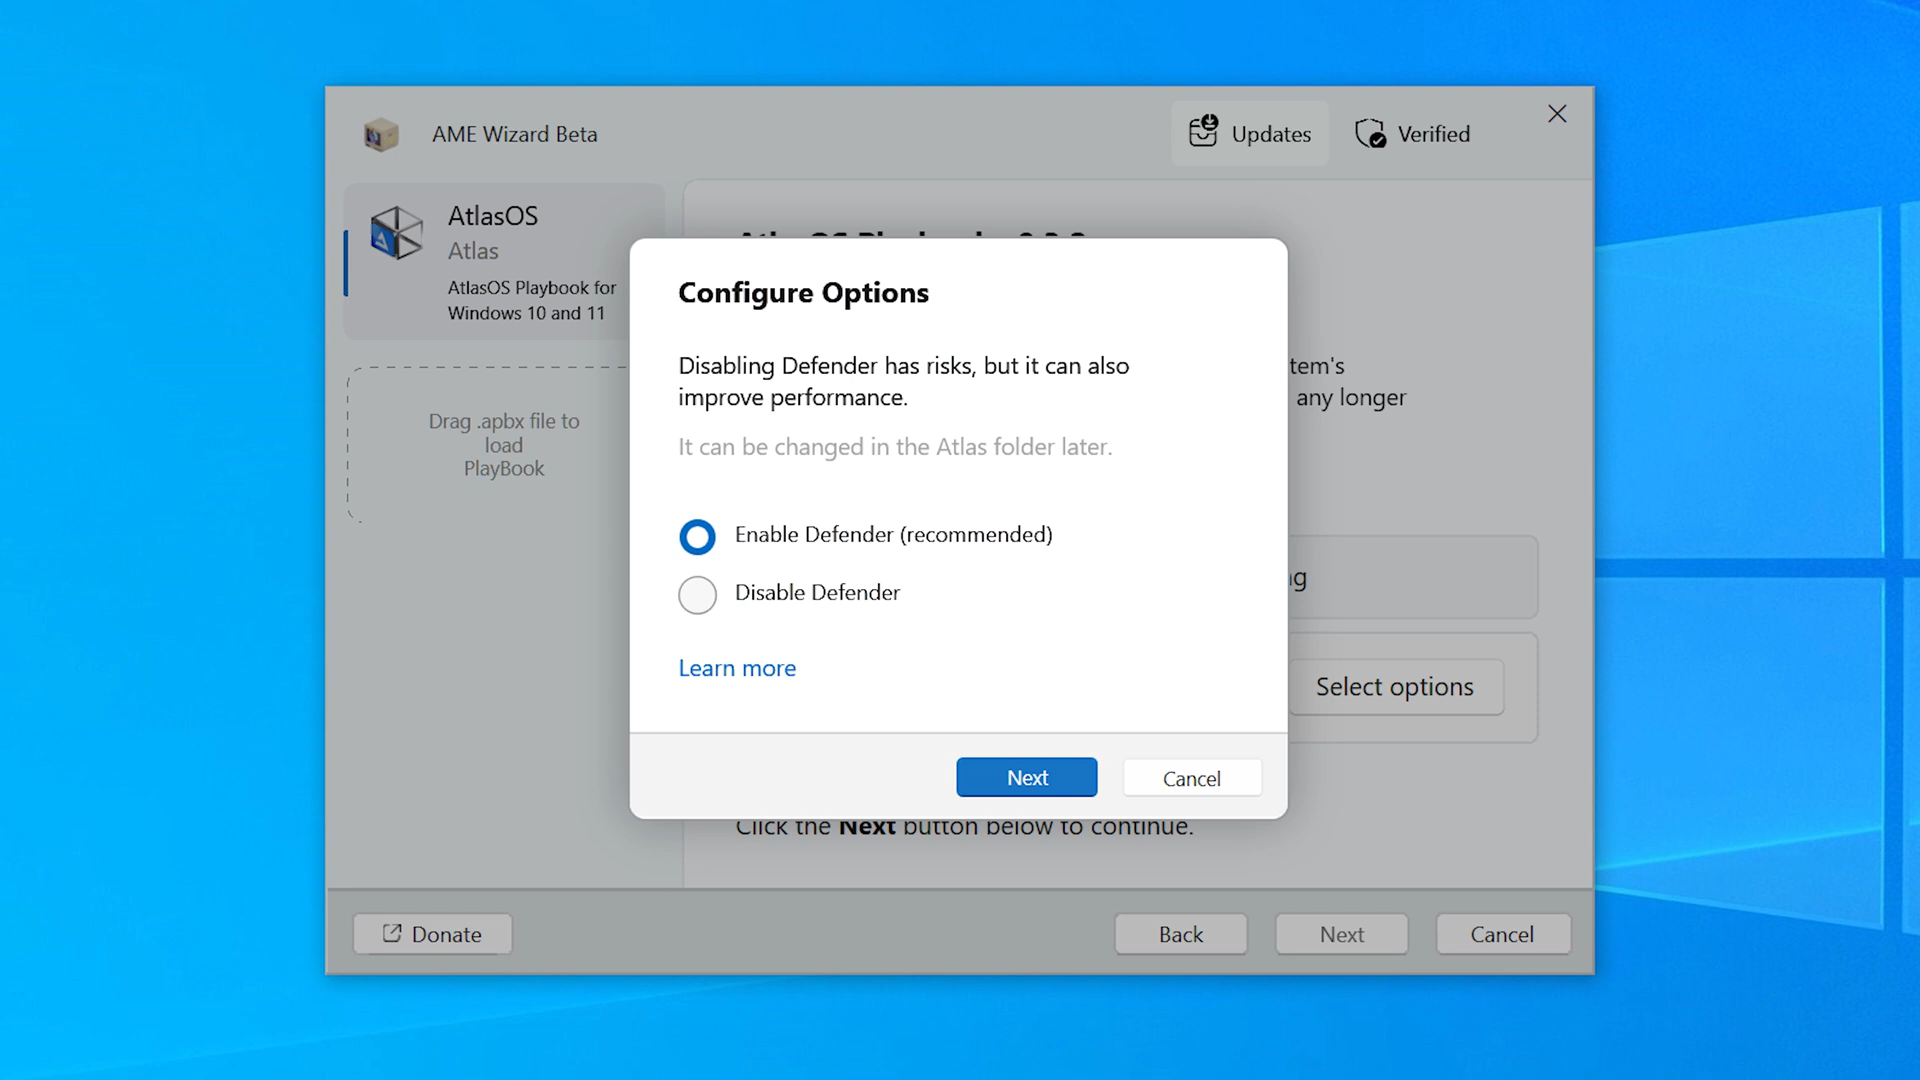 AME Wizard Beta
Updates
Verified
AtlasOS
Atlas
AtlasOS Playbook for
Windows 10 and 11
Drag .apbx file to
load
PlayBook
Configure Options
Disabling Defender has risks, but it can also
improve performance.
It can be changed in the Atlas folder later.
Enable Defender (recommended)
Disable Defender
Learn more
Next
Cancel
tem's
any longer
Select options
Click the Next button below to continue.
Donate
Back
Next
Cancel